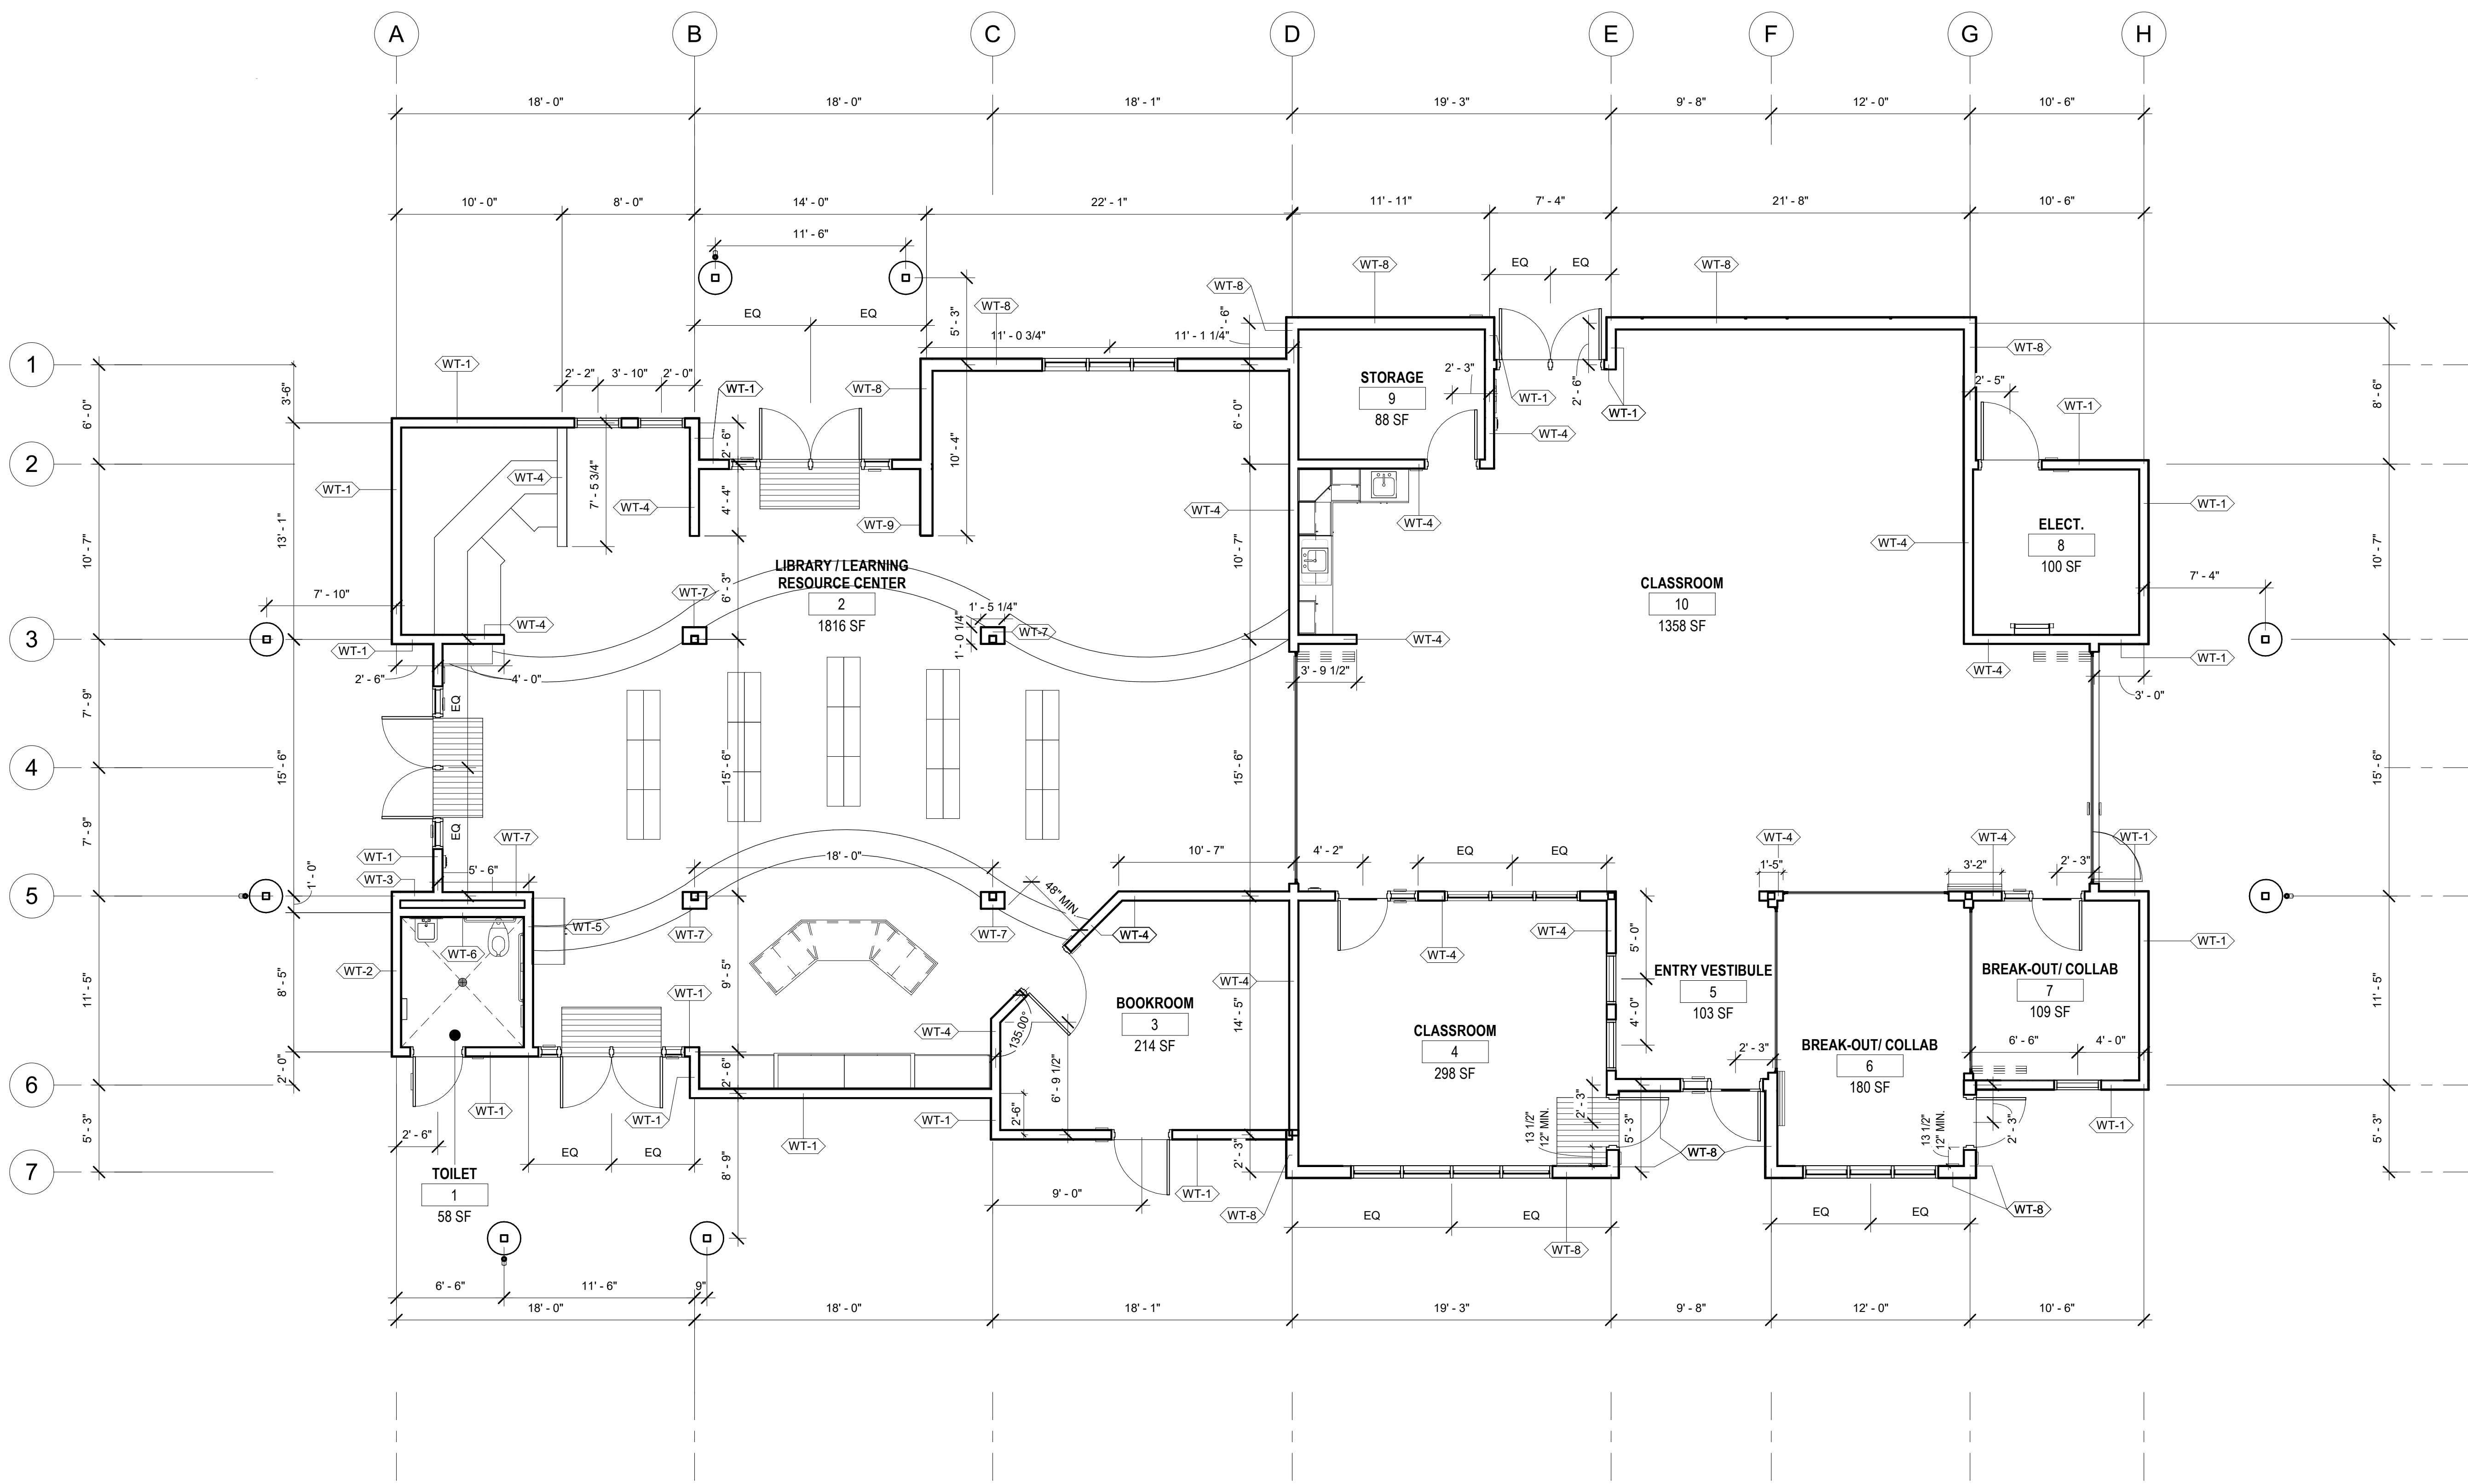 A B C D E F G H
18' - 0" 18' - 0" 18' - 1" 19' - 3" 9' - 8" 12' - 0" 10' - 6"
10' - 0" 8' - 0" 14' - 0" 22' - 1" 11' - 11" 7' - 4" 21' - 8" 10' - 6"
11' - 6"
EQ EQ
WT-8 WT-8
WT-8
WT-8
EQ EQ
5' - 3"
11' - 0 3/4" 11' - 1 1/4"
WT-8
1
WT-1
2' - 2" 3' - 10" 2' - 0"
WT-1
WT-8
STORAGE
9
88 SF
2' - 3"
WT-1
2' - 6"
WT-1
2' - 5"
WT-1
8' - 6"
3'-6"
6' - 0"
2' - 6"
10' - 4"
6' - 0"
WT-4
2
WT-1
WT-4
7' - 5 3/4"
WT-4
4' - 4"
WT-9
WT-4
WT-4
WT-4
ELECT.
8
100 SF
WT-1
13' - 1"
10' - 7"
10' - 7"
10' - 7"
LIBRARY / LEARNING
RESOURCE CENTER
2
1816 SF
CLASSROOM
10
1358 SF
7' - 10"
WT-7
6' - 3"
1' - 5 1/4"
1' - 0 1/4"
WT-7
7' - 4"
3
WT-4
WT-1
WT-4
WT-4
WT-1
2' - 6"
4' - 0"
3' - 9 1/2"
3' - 0"
7' - 9"
EQ
4
15' - 6"
15' - 6"
15' - 6"
15' - 6"
7' - 9"
EQ
WT-7
WT-1
5' - 6"
WT-3
1' - 0"
18' - 0"
10' - 7"
4' - 2"
EQ EQ
WT-4
WT-4
WT-1
1'-5"
3'-2"
2' - 3"
5
48" MIN.
WT-5
WT-7
WT-7
WT-4
WT-4
WT-4
WT-6
WT-2
WT-4
5' - 0"
WT-1
11' - 5"
8' - 5"
9' - 5"
WT-1
BOOKROOM
3
214 SF
WT-4
135.00°
14' - 5"
CLASSROOM
4
298 SF
4' - 0"
ENTRY VESTIBULE
5
103 SF
BREAK-OUT/ COLLAB
7
109 SF
6' - 6" 4' - 0"
11' - 5"
BREAK-OUT/ COLLAB
6
180 SF
2' - 3"
6
2' - 0"
2' - 6"
6' - 9 1/2"
2'-6"
WT-1
WT-1
WT-1
WT-1
2' - 3"
13 1/2"
12" MIN.
5' - 3"
13 1/2"
12" MIN.
2' - 3"
WT-1
5' - 3"
5' - 3"
2' - 6"
EQ EQ
8' - 9"
2' - 3"
WT-8
7
TOILET
1
58 SF
9' - 0"
WT-1
WT-8
EQ EQ
WT-8
EQ EQ
WT-8
6' - 6" 11' - 6" 9"
18' - 0" 18' - 0" 18' - 1" 19' - 3" 9' - 8" 12' - 0" 10' - 6"